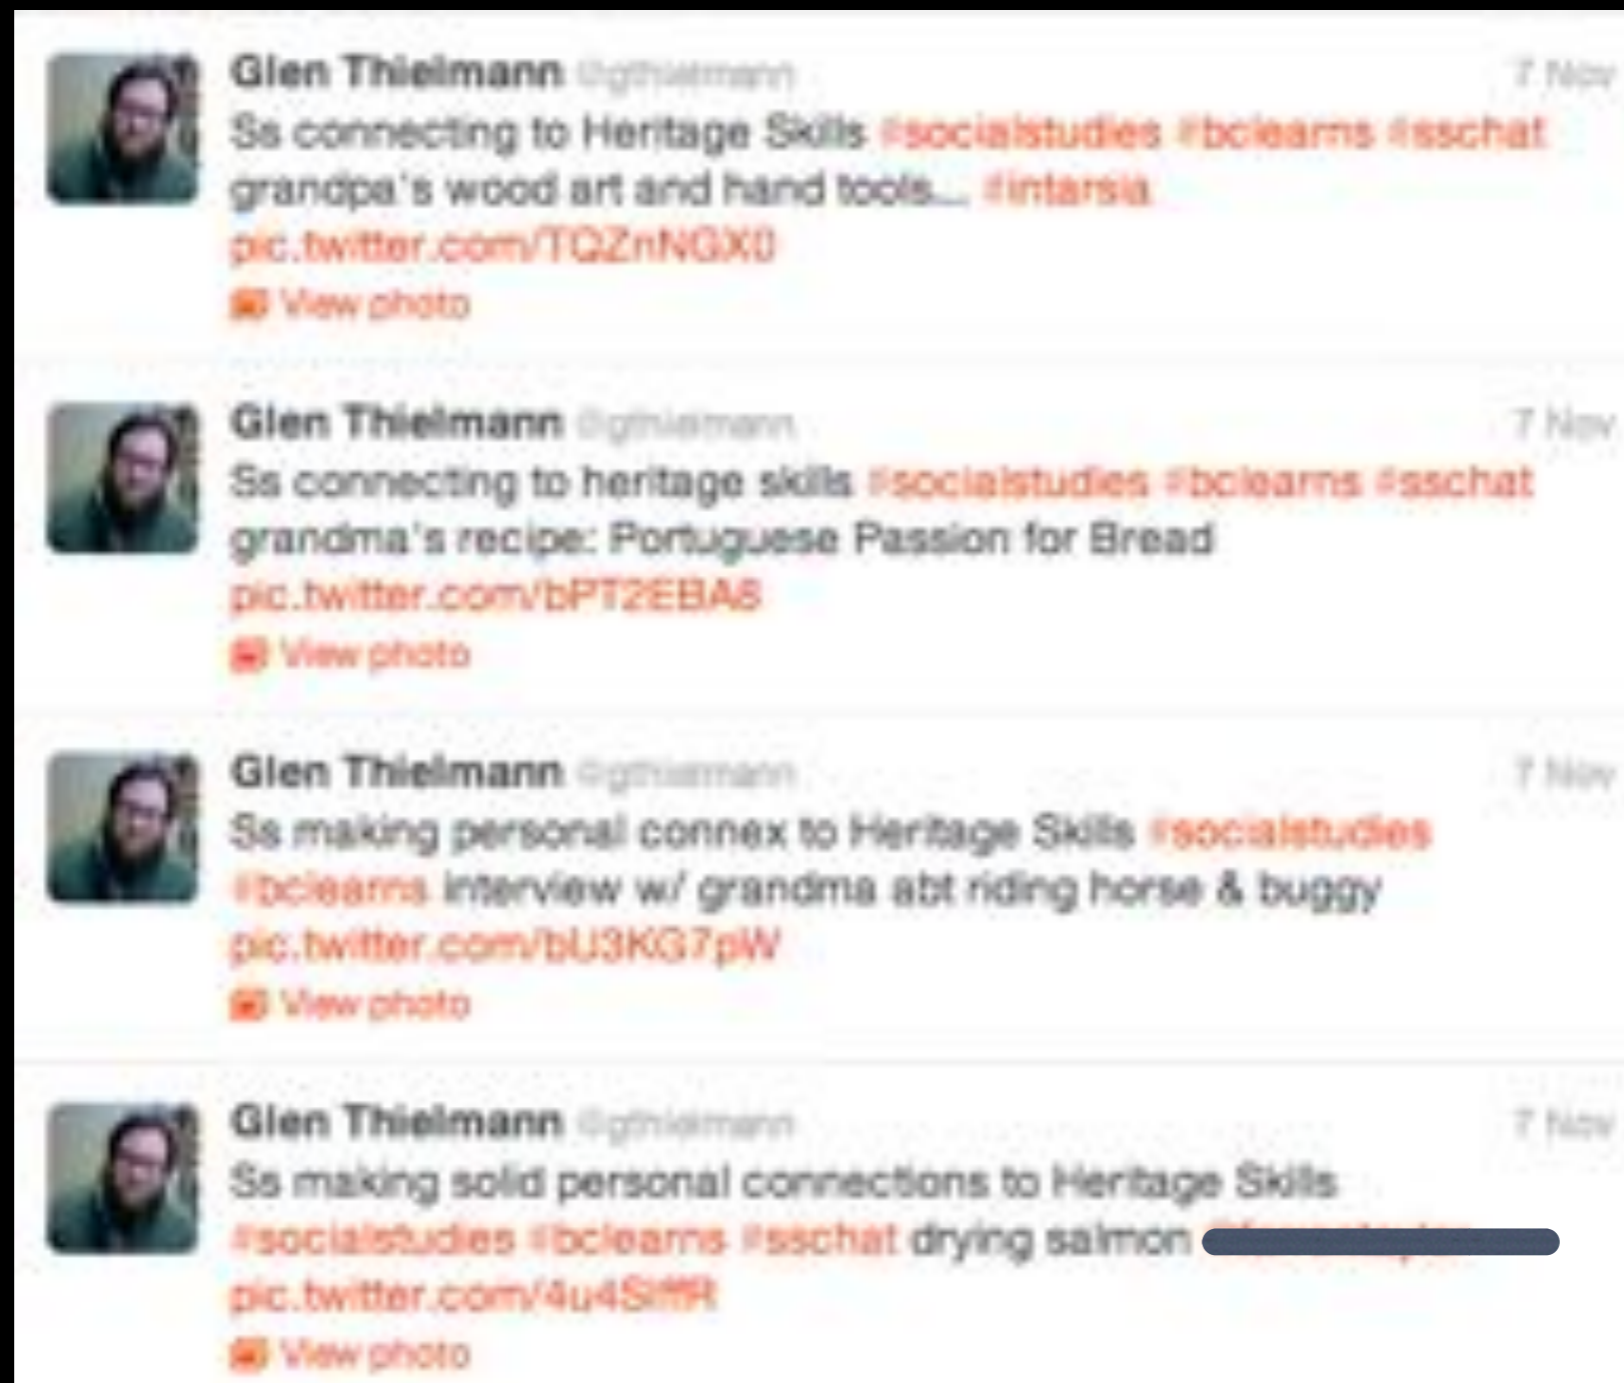 Glen Thielmann @gthielmann 7 Nov
Ss connecting to Heritage Skills #socialstudies #bclearns #sschat
grandpa's wood art and hand tools... #intarsia
pic.twitter.com/TQZnNGX0
View photo
Glen Thielmann @gthielmann 7 Nov
Ss connecting to heritage skills #socialstudies #bclearns #sschat
grandma's recipe: Portuguese Passion for Bread
pic.twitter.com/bPT2EBA6
View photo
Glen Thielmann @gthielmann 7 Nov
Ss making personal connex to Heritage Skills #socialstudies
#bclearns interview w/ grandma abt riding horse & buggy
pic.twitter.com/bU3KG7pW
View photo
Glen Thielmann @gthielmann 7 Nov
Ss making solid personal connections to Heritage Skills
#socialstudies #bclearns #sschat drying salmon
View photo